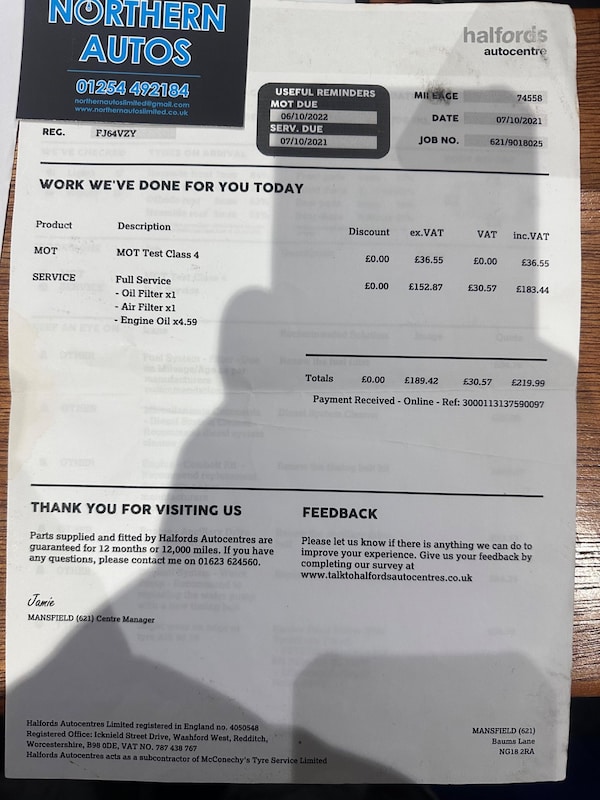 NORTHERN
AUTOS
01254 492184
northernautoslimited@gmail.com
www.northernautoslimited.co.uk
halfords
autocentre
REG. FJ64VZY
USEFUL REMINDERS
MOT DUE
06/10/2022
SERV. DUE
07/10/2021
MILEAGE 74558
DATE 07/10/2021
JOB NO. 621/9018025
WORK WE'VE DONE FOR YOU TODAY
Product Description Discount ex.VAT VAT inc.VAT
MOT MOT Test Class 4 £0.00 £36.55 £0.00 £36.55
SERVICE Full Service £0.00 £152.87 £30.57 £183.44
- Oil Filter x1
- Air Filter x1
- Engine Oil x4.59
Totals £0.00 £189.42 £30.57 £219.99
Payment Received - Online - Ref: 3000113137590097
THANK YOU FOR VISITING US
Parts supplied and fitted by Halfords Autocentres are
guaranteed for 12 months or 12,000 miles. If you have
any questions, please contact me on 01623 624560.
Jamie
MANSFIELD (621) Centre Manager
FEEDBACK
Please let us know if there is anything we can do to
improve your experience. Give us your feedback by
completing our survey at
www.talktohalfordsautocentres.co.uk
Halfords Autocentres Limited registered in England no. 4050548
Registered Office: Icknield Street Drive, Washford West, Redditch,
Worcestershire, B98 0DE, VAT NO. 787 438 767
Halfords Autocentres acts as a subcontractor of McConechy's Tyre Service Limited
MANSFIELD (621)
Baums Lane
NG18 2RA